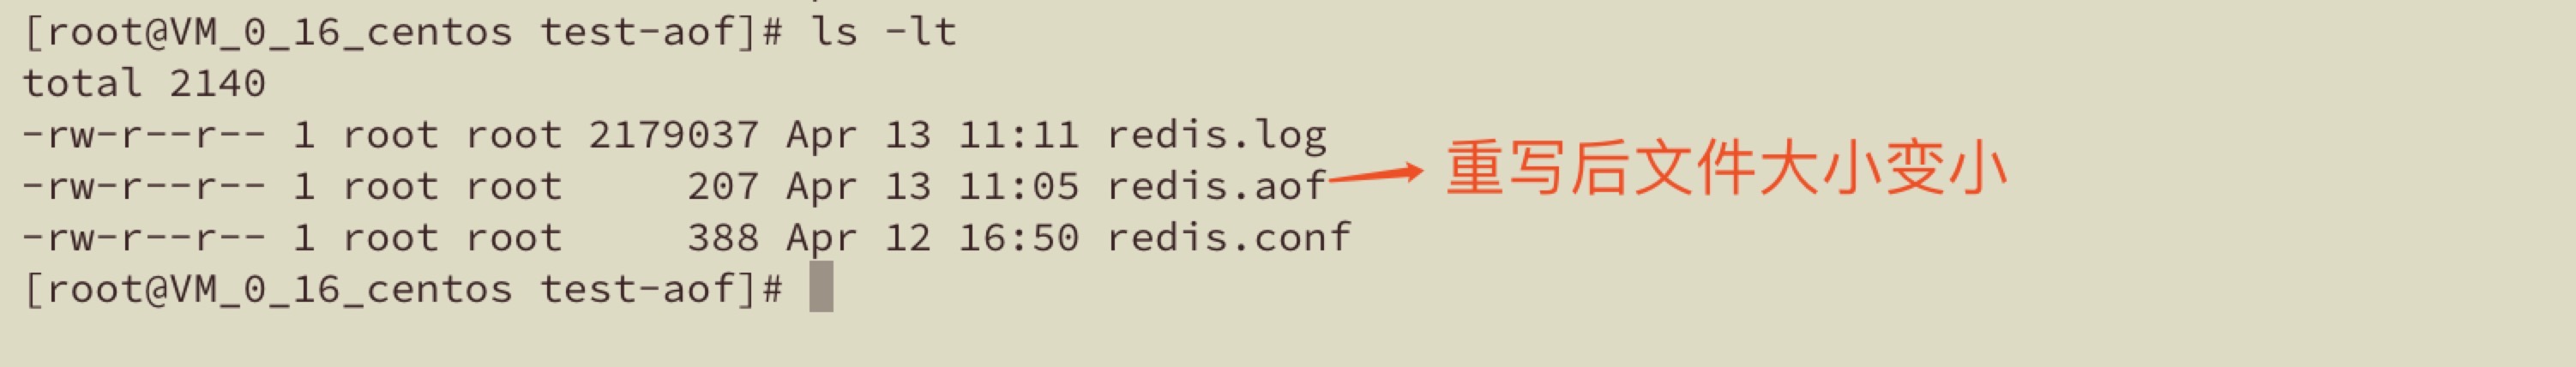 [root@VM_0_16_centos test-aof]# ls -lt
total 2140
-rw-r--r-- 1 root root 2179037 Apr 13 11:11 redis.log
-rw-r--r-- 1 root root     207 Apr 13 11:05 redis.aof 重写后文件大小变小
-rw-r--r-- 1 root root     388 Apr 12 16:50 redis.conf
[root@VM_0_16_centos test-aof]#